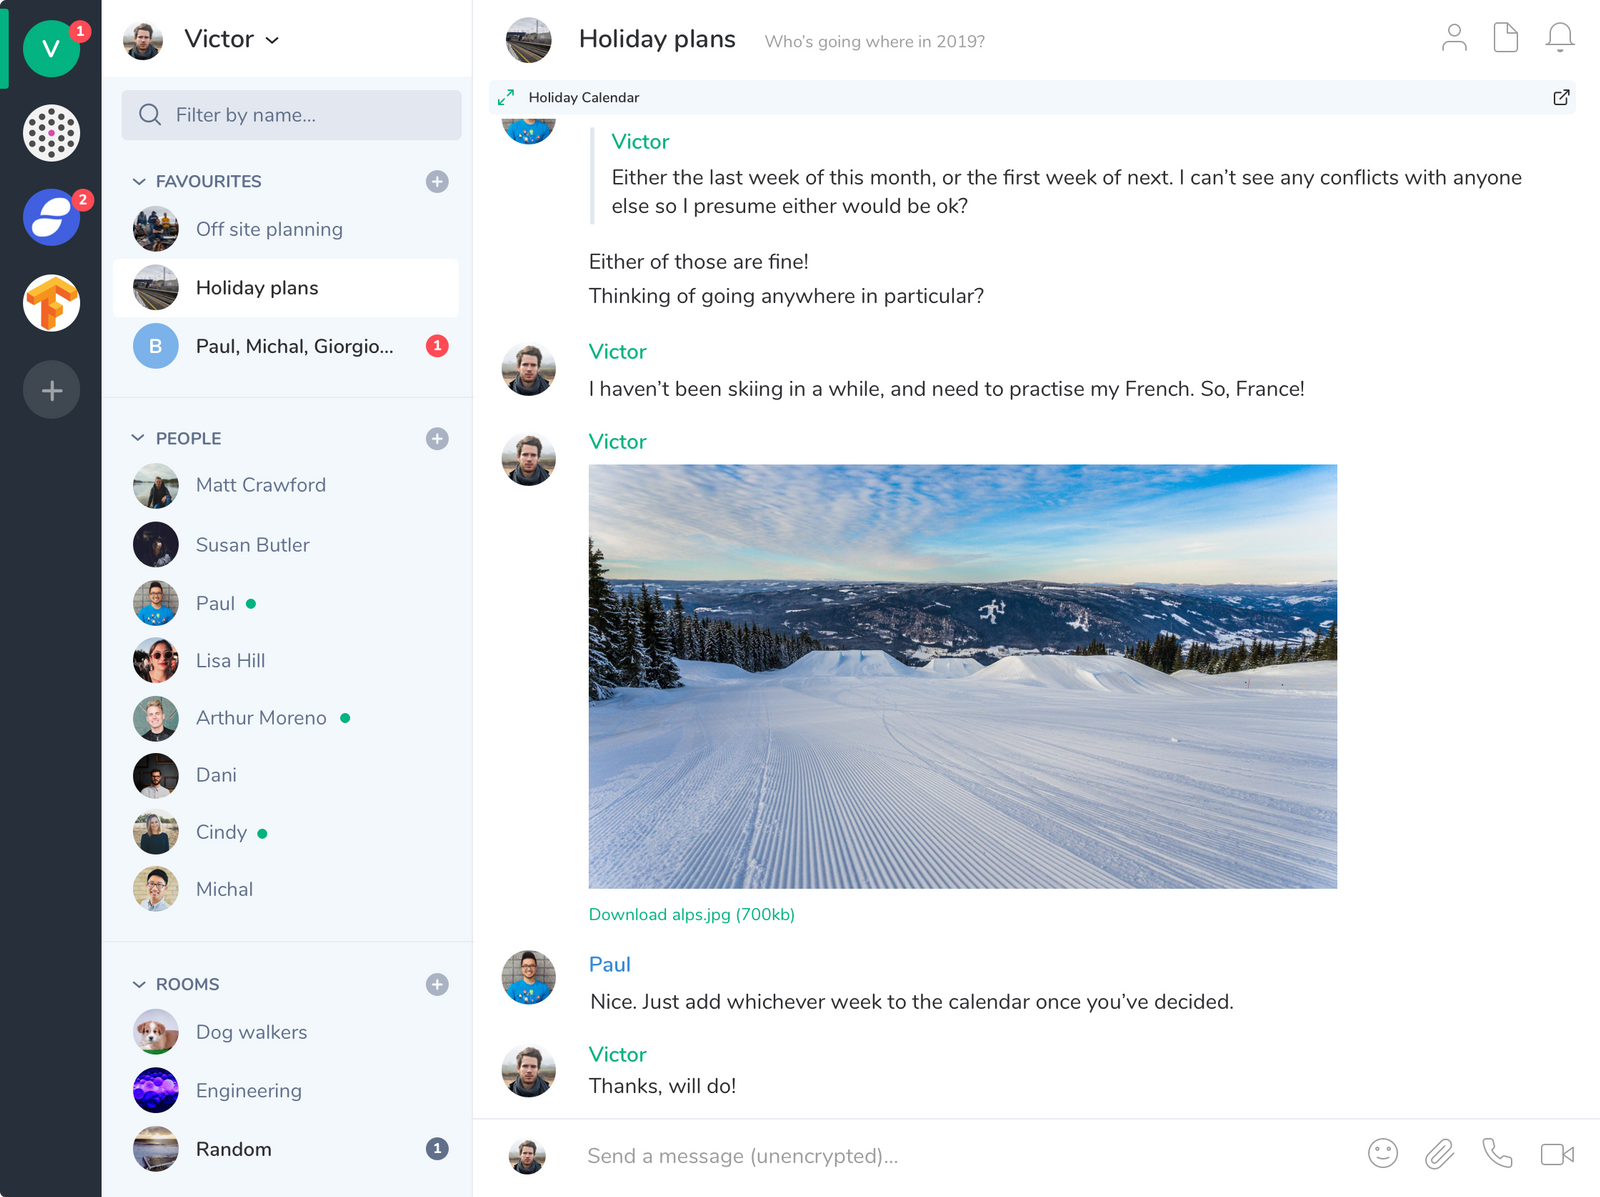 V
1
2
Victor
Filter by name...
FAVOURITES
Off site planning
Holiday plans
B
Paul, Michal, Giorgio...
1
PEOPLE
Matt Crawford
Susan Butler
Paul
Lisa Hill
Arthur Moreno
Dani
Cindy
Michal
ROOMS
Dog walkers
Engineering
Random
1
Holiday plans
Who’s going where in 2019?
Holiday Calendar
Victor
Either the last week of this month, or the first week of next. I can’t see any conflicts with anyone
else so I presume either would be ok?
Either of those are fine!
Thinking of going anywhere in particular?
Victor
I haven’t been skiing in a while, and need to practise my French. So, France!
Victor
Download alps.jpg (700kb)
Paul
Nice. Just add whichever week to the calendar once you’ve decided.
Victor
Thanks, will do!
Send a message (unencrypted)...